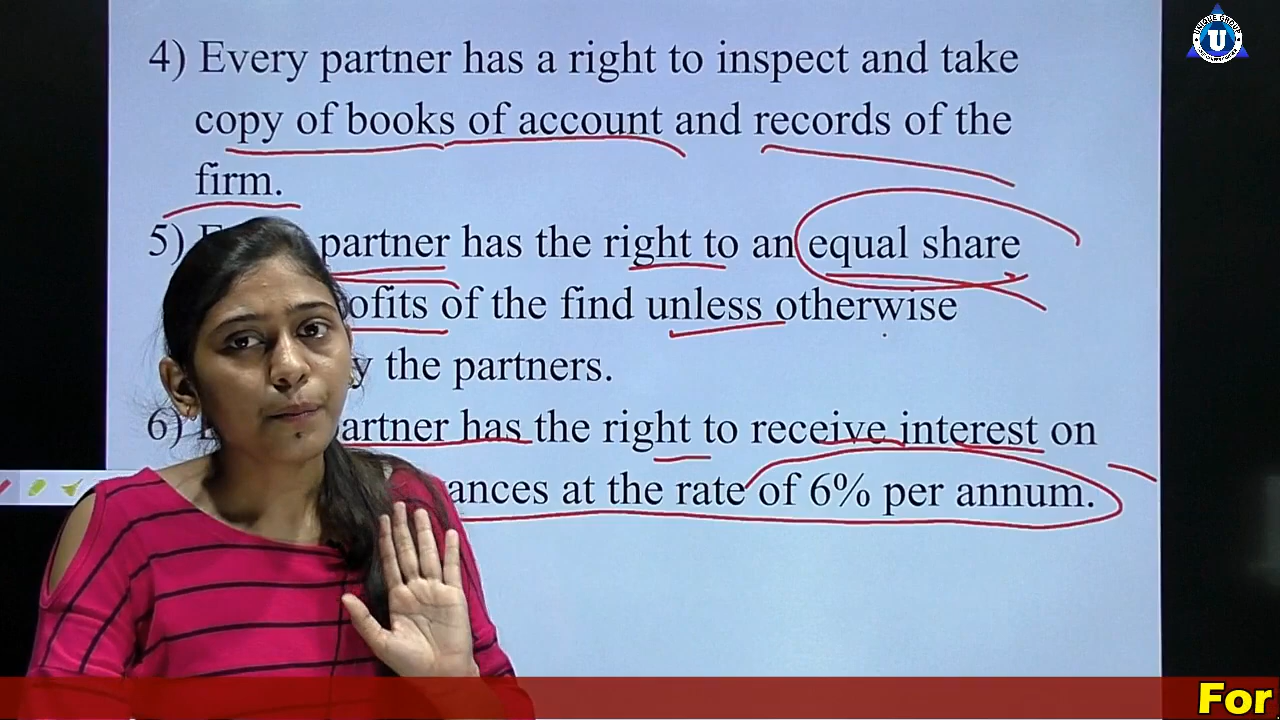 4) Every partner has a right to inspect and take
copy of books of account and records of the
firm.
5) partner has the right to an equal share
ofits of the find unless otherwise
y the partners.
6) artner has the right to receive interest on
ances at the rate of 6% per annum.
UNIQUE GROUP
U
For